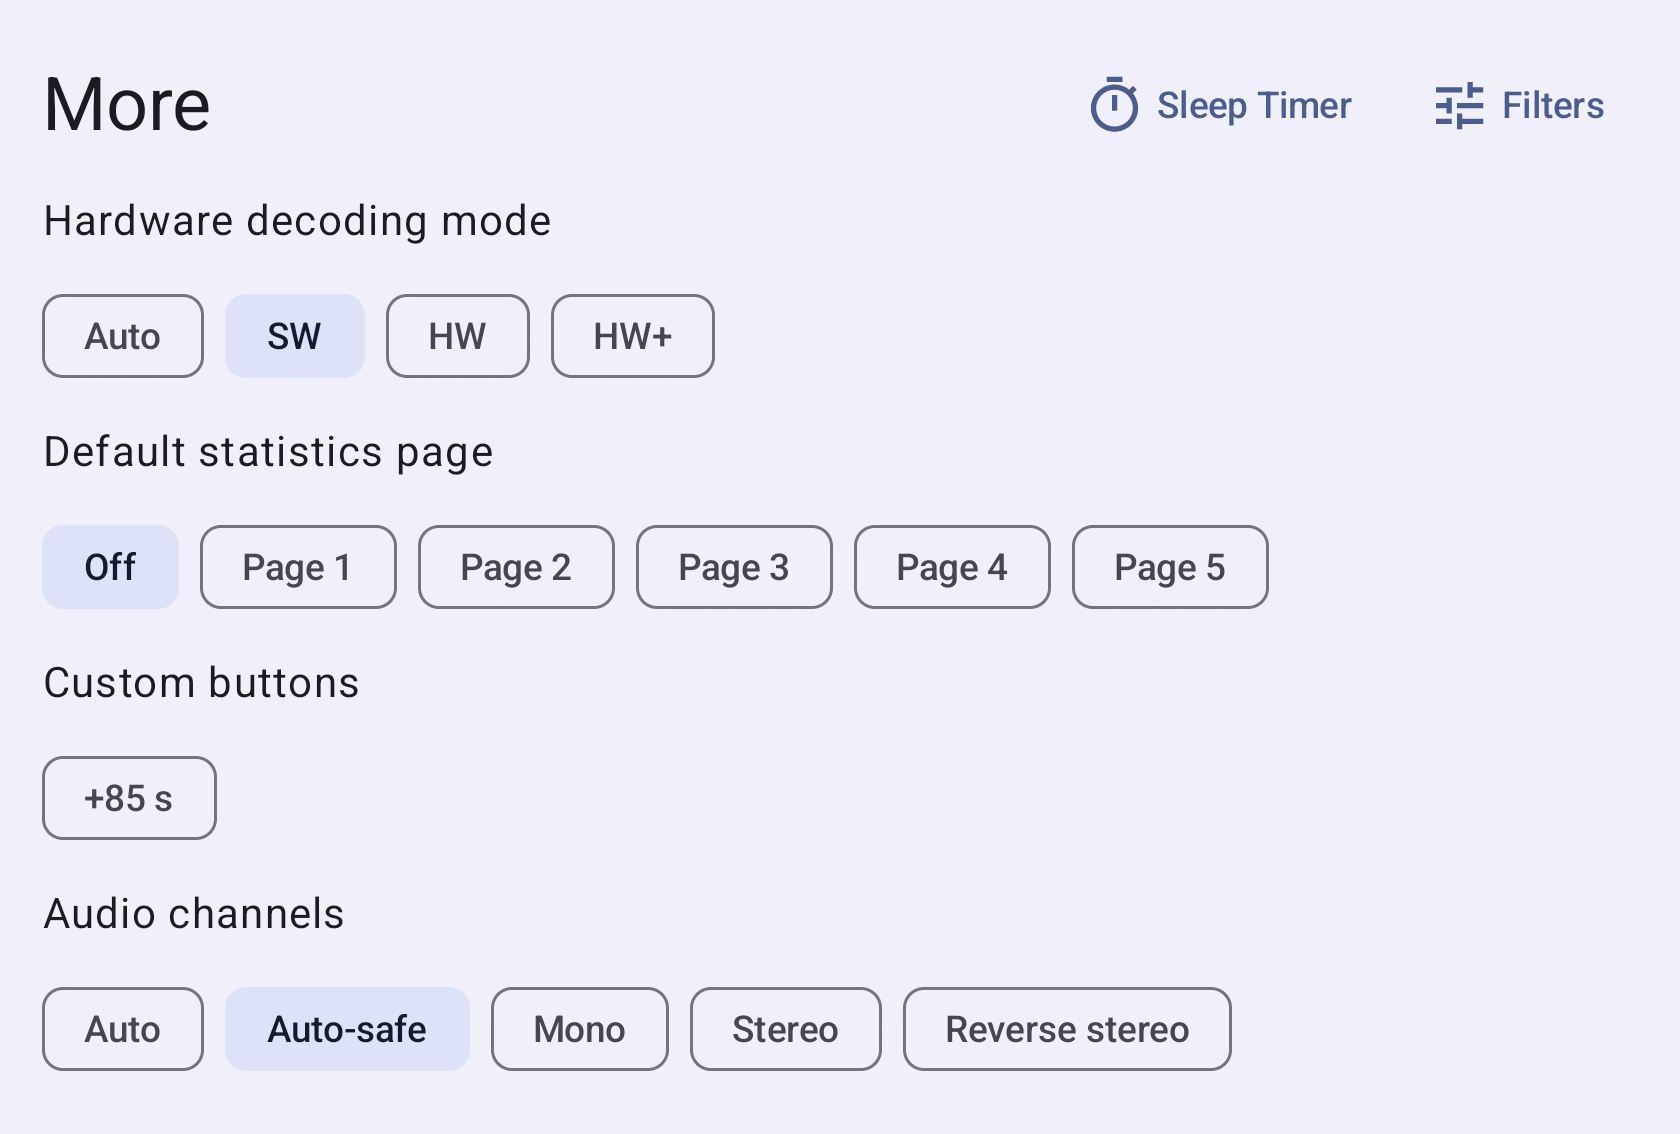 More Sleep Timer Filters
Hardware decoding mode
Auto SW HW HW+
Default statistics page
Off Page 1 Page 2 Page 3 Page 4 Page 5
Custom buttons
+85 s
Audio channels
Auto Auto-safe Mono Stereo Reverse stereo